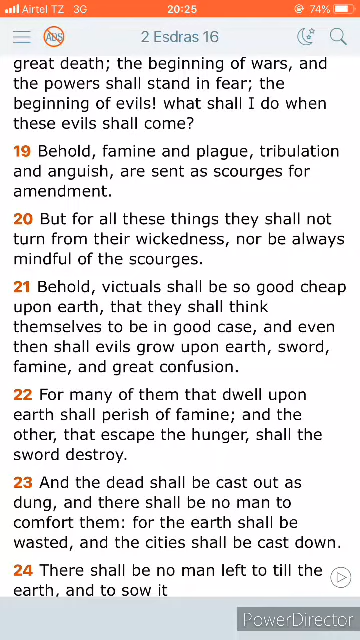 Airtel TZ 3G 20:25 74%
ADS 2 Esdras 16
great death; the beginning of wars, and
the powers shall stand in fear; the
beginning of evils! what shall I do when
these evils shall come?
19 Behold, famine and plague, tribulation
and anguish, are sent as scourges for
amendment.
20 But for all these things they shall not
turn from their wickedness, nor be always
mindful of the scourges.
21 Behold, victuals shall be so good cheap
upon earth, that they shall think
themselves to be in good case, and even
then shall evils grow upon earth, sword,
famine, and great confusion.
22 For many of them that dwell upon
earth shall perish of famine; and the
other, that escape the hunger, shall the
sword destroy.
23 And the dead shall be cast out as
dung, and there shall be no man to
comfort them: for the earth shall be
wasted, and the cities shall be cast down.
24 There shall be no man left to till the
earth, and to sow it
PowerDirector